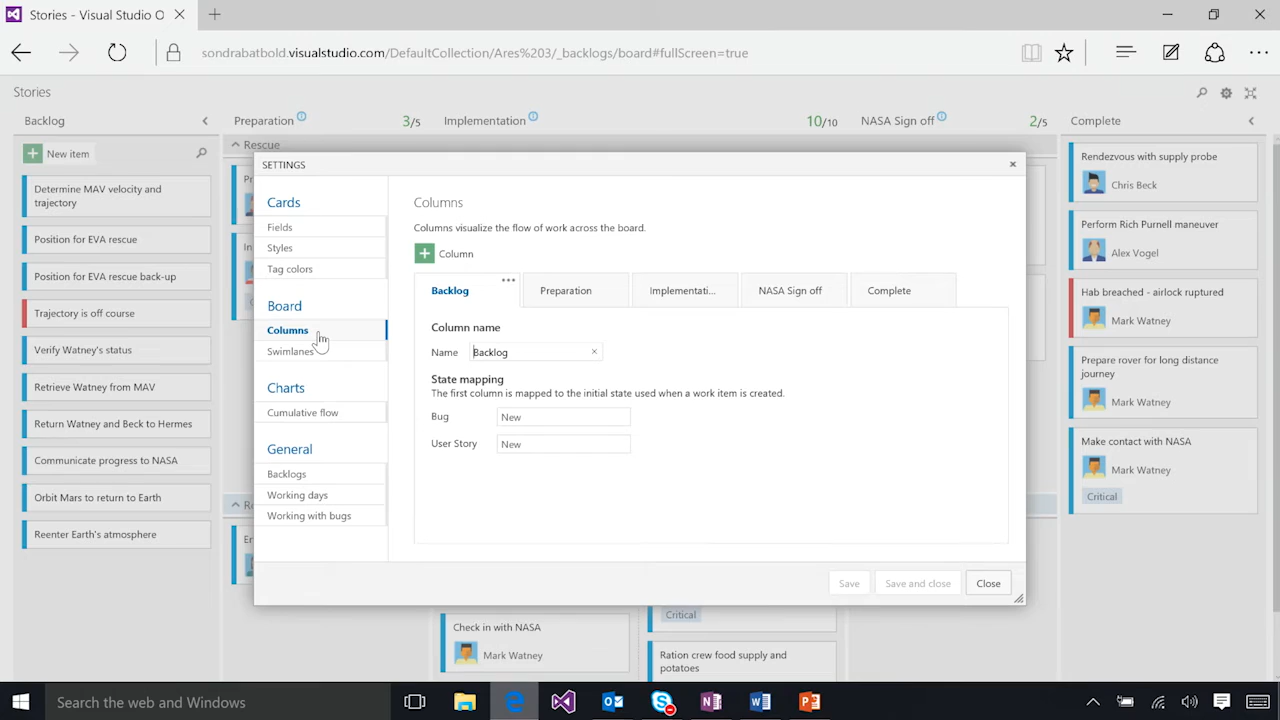 Stories - Visual Studio O
sondrabatbold.visualstudio.com/DefaultCollection/Ares%203/_backlogs/board#fullScreen=true
Stories
Backlog
Preparation
3/5
Implementation
10/10
NASA Sign off
2/5
Complete
Rescue
New item
Determine MAV velocity and
trajectory
Position for EVA rescue
Position for EVA rescue back-up
Trajectory is off course
Verify Watney's status
Retrieve Watney from MAV
Return Watney and Beck to Hermes
Communicate progress to NASA
Orbit Mars to return to Earth
Reenter Earth's atmosphere
SETTINGS
Cards
Fields
Styles
Tag colors
Board
Columns
Swimlanes
Charts
Cumulative flow
General
Backlogs
Working days
Working with bugs
Columns
Columns visualize the flow of work across the board.
Column
Backlog
Preparation
Implementati...
NASA Sign off
Complete
Column name
Name
Backlog
State mapping
The first column is mapped to the initial state used when a work item is created.
Bug
New
User Story
New
Save
Save and close
Close
Check in with NASA
Mark Watney
Critical
Ration crew food supply and
potatoes
Rendezvous with supply probe
Chris Beck
Perform Rich Purnell maneuver
Alex Vogel
Hab breached - airlock ruptured
Mark Watney
Prepare rover for long distance
journey
Mark Watney
Make contact with NASA
Mark Watney
Critical
Search the web and Windows